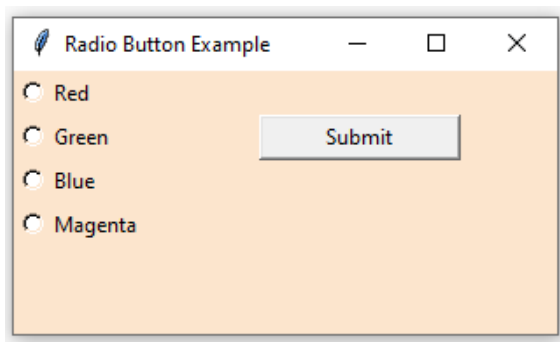 Radio Button Example
Red
Green
Submit
Blue
Magenta